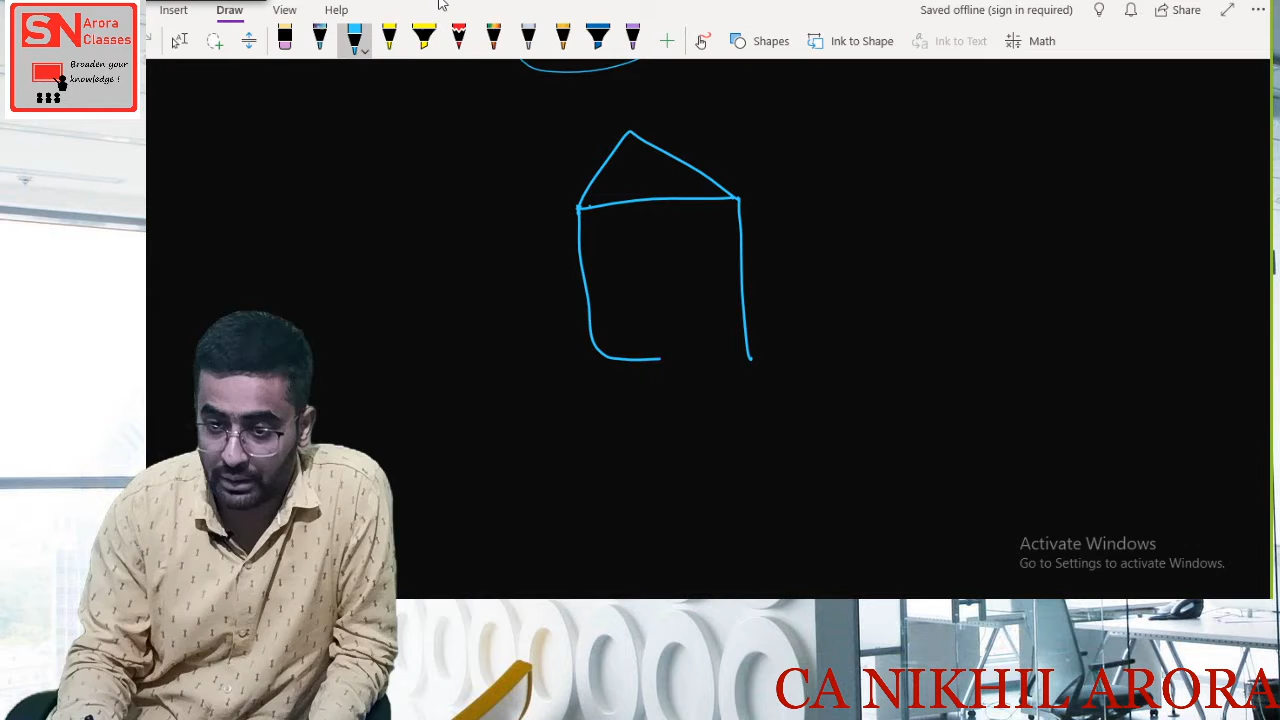 SN Arora
Classes
Broaden your
knowledge !
Insert Draw View Help
Saved offline (sign in required) Share
Shapes Ink to Shape Ink to Text Math
Activate Windows
Go to Settings to activate Windows.
CA NIKHIL ARORA